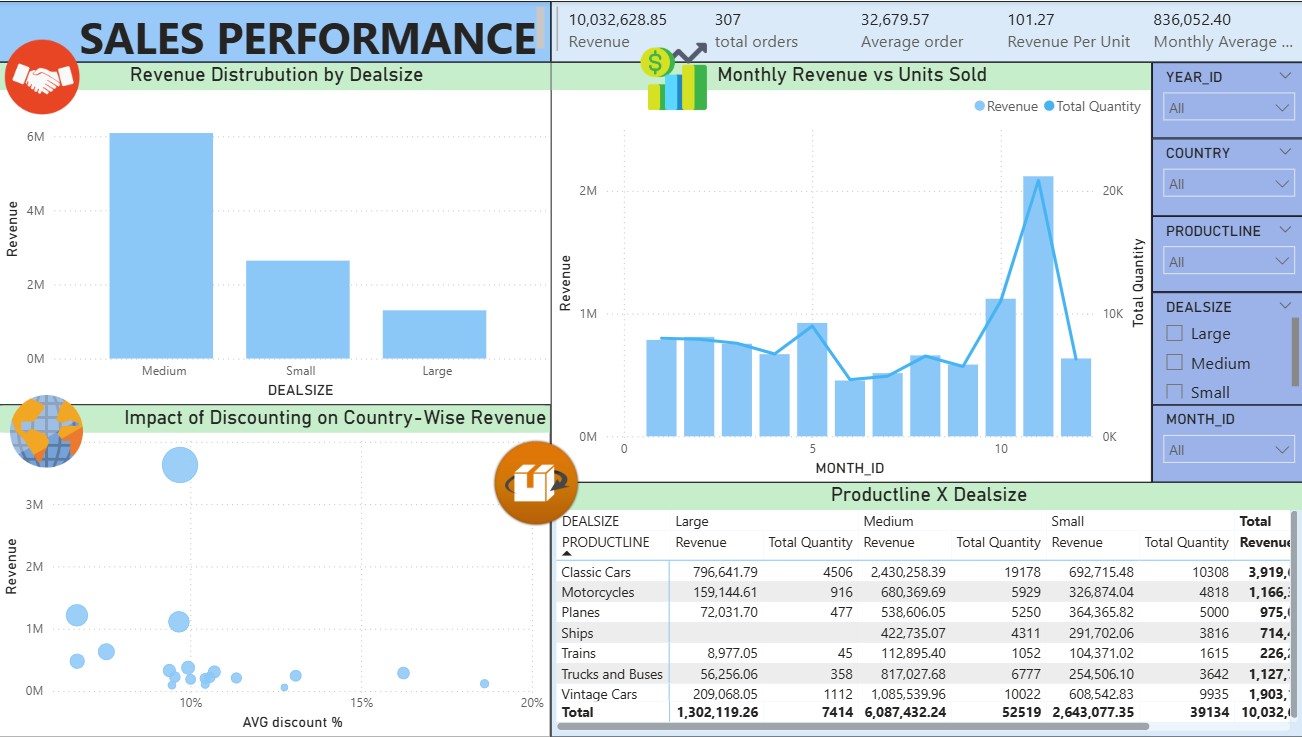 SALES PERFORMANCE
10,032,628.85
Revenue
307
total orders
32,679.57
Average order
101.27
Revenue Per Unit
836,052.40
Monthly Average ...
Revenue Distrubution by Dealsize
Revenue
6M
4M
2M
0M
Medium Small Large
DEALSIZE
Monthly Revenue vs Units Sold
Revenue Total Quantity
Revenue
2M
1M
0M
20K
10K
0K
Total Quantity
0 5 10
MONTH_ID
YEAR_ID
All
COUNTRY
All
PRODUCTLINE
All
DEALSIZE
Large
Medium
Small
MONTH_ID
All
Impact of Discounting on Country-Wise Revenue
Revenue
3M
2M
1M
0M
10% 15% 20%
AVG discount %
Productline X Dealsize
DEALSIZE Large Medium Small Total
PRODUCTLINE Revenue Total Quantity Revenue Total Quantity Revenue Total Quantity Revenue
Classic Cars 796,641.79 4506 2,430,258.39 19178 692,715.48 10308 3,919,
Motorcycles 159,144.61 916 680,369.69 5929 326,874.04 4818 1,166,
Planes 72,031.70 477 538,606.05 5250 364,365.82 5000 975,
Ships 422,735.07 4311 291,702.06 3816 714,
Trains 8,977.05 45 112,895.40 1052 104,371.02 1615 226,
Trucks and Buses 56,256.06 358 817,027.68 6777 254,506.10 3642 1,127,
Vintage Cars 209,068.05 1112 1,085,539.96 10022 608,542.83 9935 1,903,
Total 1,302,119.26 7414 6,087,432.24 52519 2,643,077.35 39134 10,032,